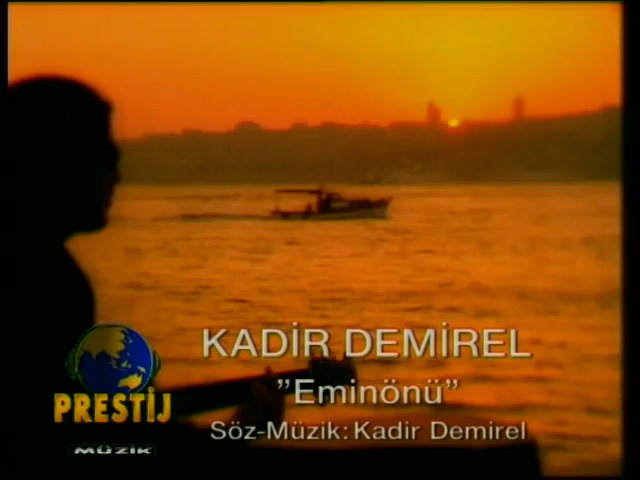 KADİR DEMİREL
"Eminönü"
Söz-Müzik: Kadir Demirel
PRESTİJ
MÜZİK